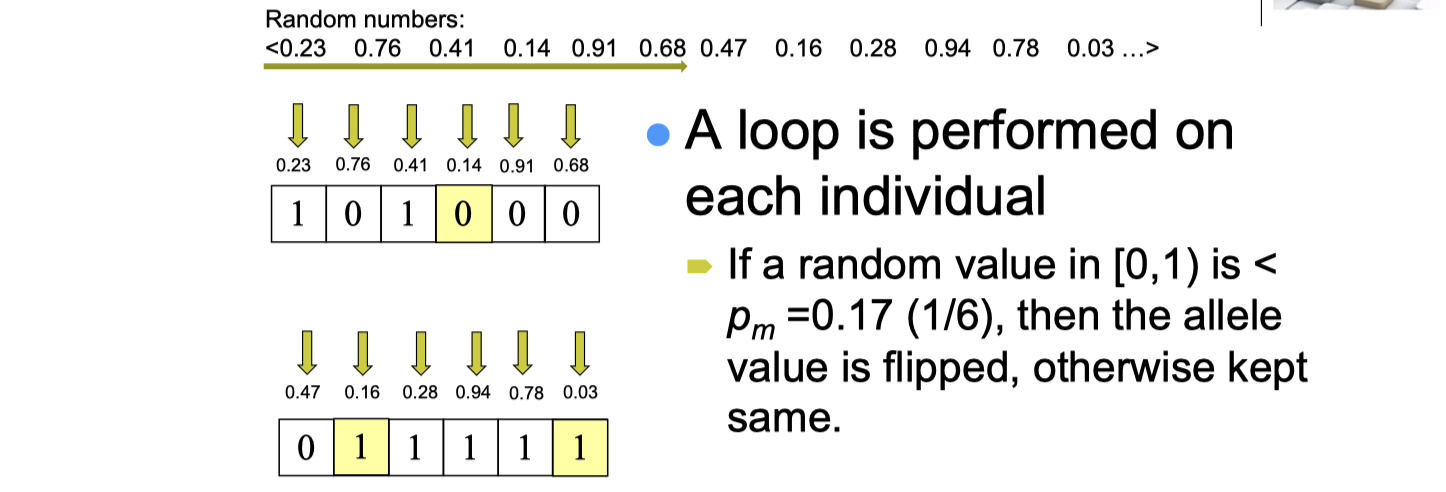 Random numbers:
<0.23 0.76 0.41 0.14 0.91 0.68 0.47 0.16 0.28 0.94 0.78 0.03 ...>
0.23 0.76 0.41 0.14 0.91 0.68
1 0 1 0 0 0
0.47 0.16 0.28 0.94 0.78 0.03
0 1 1 1 1 1
A loop is performed on
each individual
If a random value in [0,1) is <
pm =0.17 (1/6), then the allele
value is flipped, otherwise kept
same.